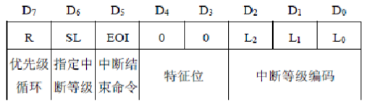 D₇ D₆ D₅ D₄ D₃ D₂ D₁ D₀
R SL EOI 0 0 L₂ L₁ L₀
优先级 指定中 中断结 特征位 中断等级编码
循环 断等级 束命令